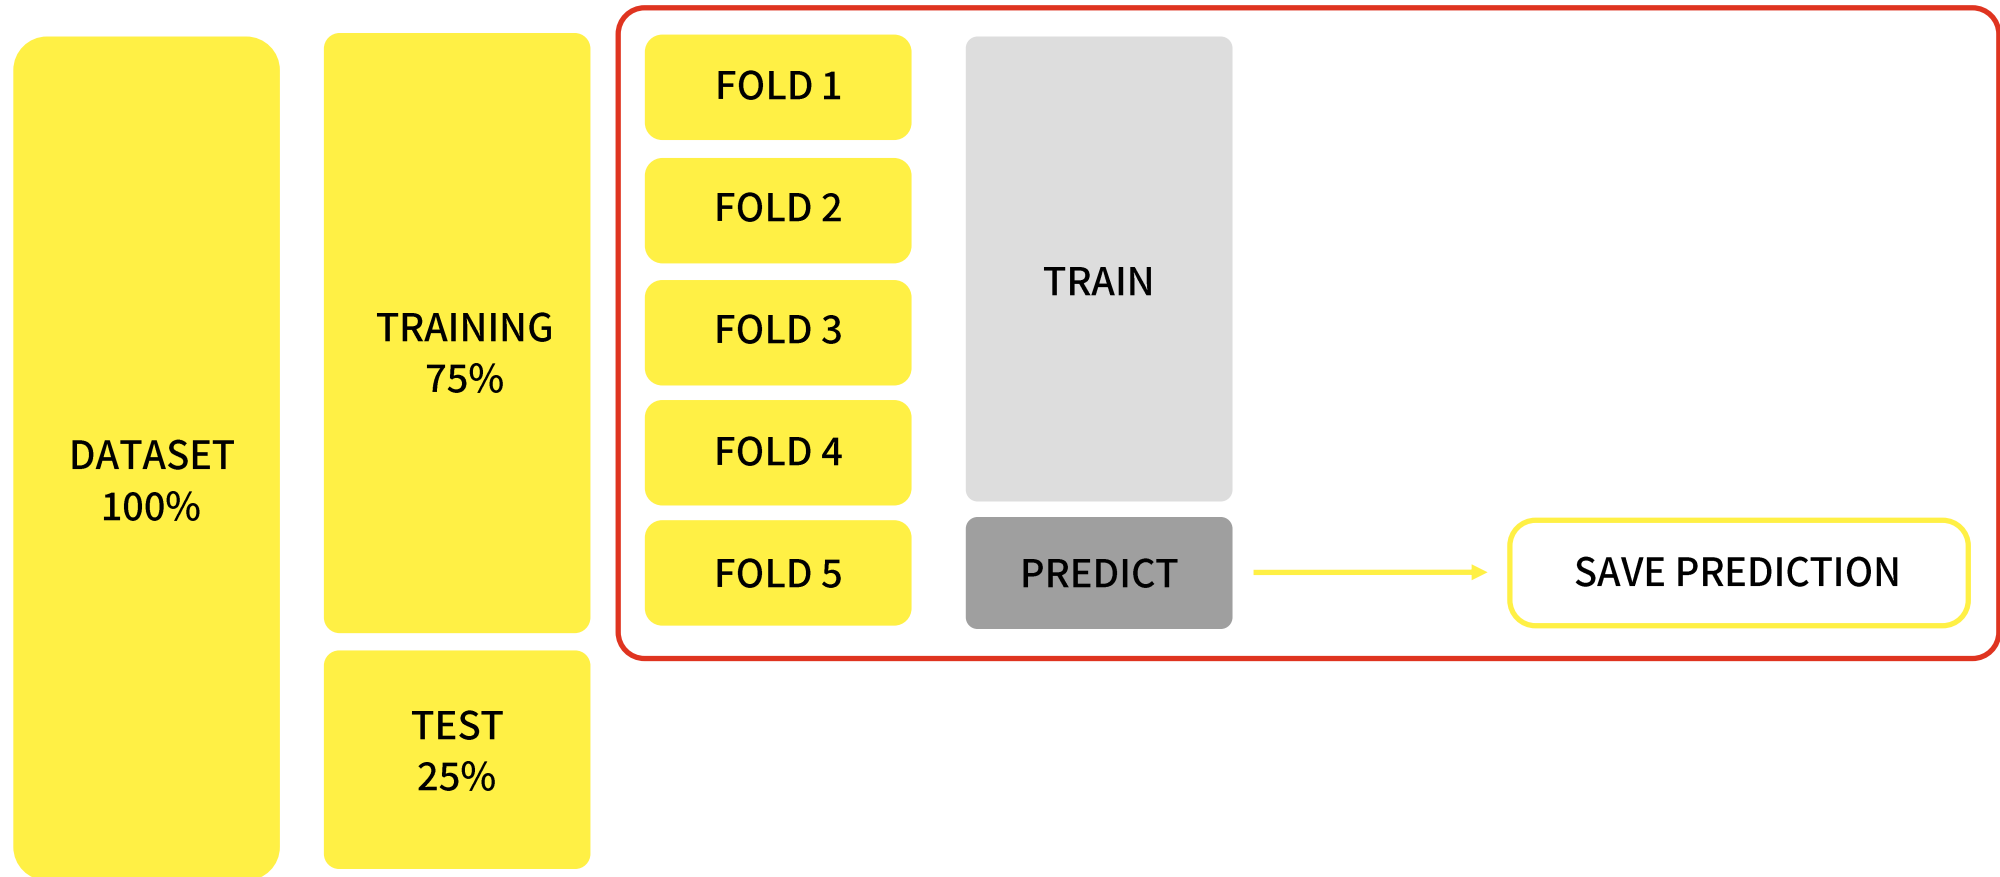 DATASET
100%
TRAINING
75%
TEST
25%
FOLD 1
FOLD 2
FOLD 3
FOLD 4
FOLD 5
TRAIN
PREDICT
SAVE PREDICTION